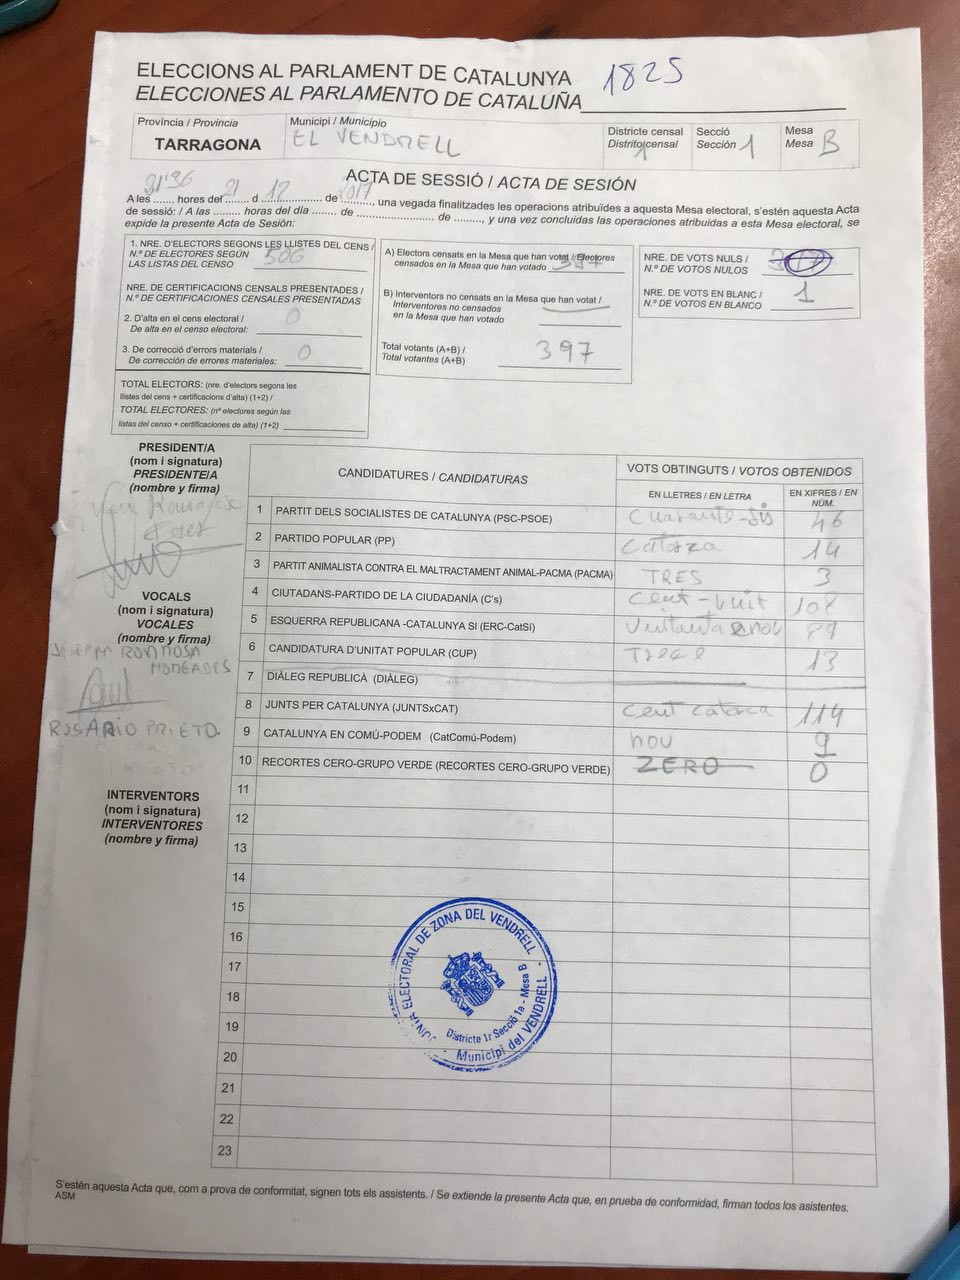 ELECCIONS AL PARLAMENT DE CATALUNYA
ELECCIONES AL PARLAMENTO DE CATALUÑA
1825
Província / Provincia
TARRAGONA
Municipi / Municipio
EL VENDRELL
Districte censal
Distrito censal
1
Secció
Sección 1
Mesa
Mesa B
ACTA DE SESSIÓ / ACTA DE SESIÓN
A les 21'36 hores del 21 d 12 de 2017, una vegada finalitzades les operacions atribuïdes a aquesta Mesa electoral, s'estén aquesta Acta
de sessió: / A las ........ horas del día ....... de ..................... de ........, y una vez concluidas las operaciones atribuidas a esta Mesa electoral, se
expide la presente Acta de Sesión:
1. NRE. D'ELECTORS SEGONS LES LLISTES DEL CENS /
N.º DE ELECTORES SEGÚN
LAS LISTAS DEL CENSO 506
NRE. DE CERTIFICACIONS CENSALS PRESENTADES /
N.º DE CERTIFICACIONES CENSALES PRESENTADAS
2. D'alta en el cens electoral /
De alta en el censo electoral: 0
3. De correcció d'errors materials /
De corrección de errores materiales: 0
TOTAL ELECTORS: (nre. d'electors segons les
llistes del cens + certificacions d'alta) (1+2) /
TOTAL ELECTORES: (nº electores según las
listas del censo + certificaciones de alta) (1+2)
A) Electors censats en la Mesa que han votat / Electores
censados en la Mesa que han votado 397
B) Interventors no censats en la Mesa que han votat /
Interventores no censados
en la Mesa que han votado
Total votants (A+B) /
Total votantes (A+B) 397
NRE. DE VOTS NULS /
N.º DE VOTOS NULOS
NRE. DE VOTS EN BLANC /
N.º DE VOTOS EN BLANCO 1
PRESIDENT/A
(nom i signatura)
PRESIDENTE/A
(nombre y firma)
VOCALS
(nom i signatura)
VOCALES
(nombre y firma)
ROSARIO PRIETO
INTERVENTORS
(nom i signatura)
INTERVENTORES
(nombre y firma)
CANDIDATURES / CANDIDATURAS
VOTS OBTINGUTS / VOTOS OBTENIDOS
EN LLETRES / EN LETRA
EN XIFRES / EN NÚM.
1 PARTIT DELS SOCIALISTES DE CATALUNYA (PSC-PSOE) Cuaranta-sis 46
2 PARTIDO POPULAR (PP) Catorza 14
3 PARTIT ANIMALISTA CONTRA EL MALTRACTAMENT ANIMAL-PACMA (PACMA) TRES 3
4 CIUTADANS-PARTIDO DE LA CIUDADANÍA (C's) Cent-vuit 108
5 ESQUERRA REPUBLICANA -CATALUNYA SÍ (ERC-CatSí) 89
6 CANDIDATURA D'UNITAT POPULAR (CUP) 13
7 DIÀLEG REPUBLICÀ (DIÀLEG)
8 JUNTS PER CATALUNYA (JUNTSxCAT) Cent Catorca 114
9 CATALUNYA EN COMÚ-PODEM (CatComú-Podem) nou 9
10 RECORTES CERO-GRUPO VERDE (RECORTES CERO-GRUPO VERDE) ZERO 0
11
12
13
14
15
16
17
18
19
20
21
22
23
JUNTA ELECTORAL DE ZONA DEL VENDRELL -
Districte 1r Secció 1a - Mesa B
- Municipi del VENDRELL
S'estén aquesta Acta que, com a prova de conformitat, signen tots els assistents. / Se extiende la presente Acta que, en prueba de conformidad, firman todos los asistentes.
ASM